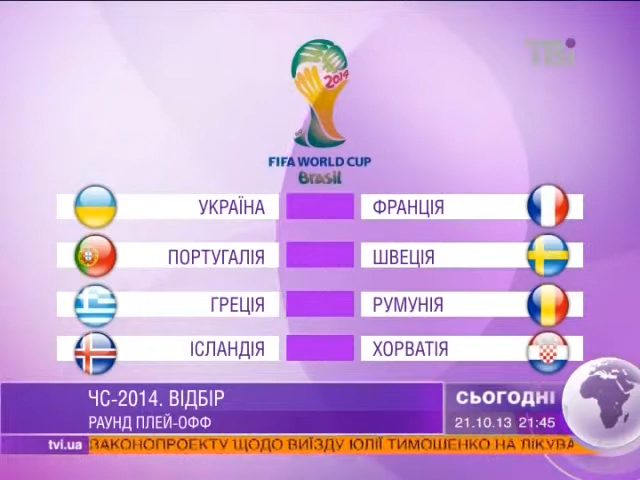 TBi
2014
FIFA WORLD CUP
Brasil
УКРАЇНА ФРАНЦІЯ
ПОРТУГАЛІЯ ШВЕЦІЯ
ГРЕЦІЯ РУМУНІЯ
ІСЛАНДІЯ ХОРВАТІЯ
ЧС-2014. ВІДБІР
РАУНД ПЛЕЙ-ОФФ
СЬОГОДНІ
21.10.13 21:45
tvi.ua ЗАКОНОПРОЕКТУ ЩОДО ВИЇЗДУ ЮЛІЇ ТИМОШЕНКО НА ЛІКУВА